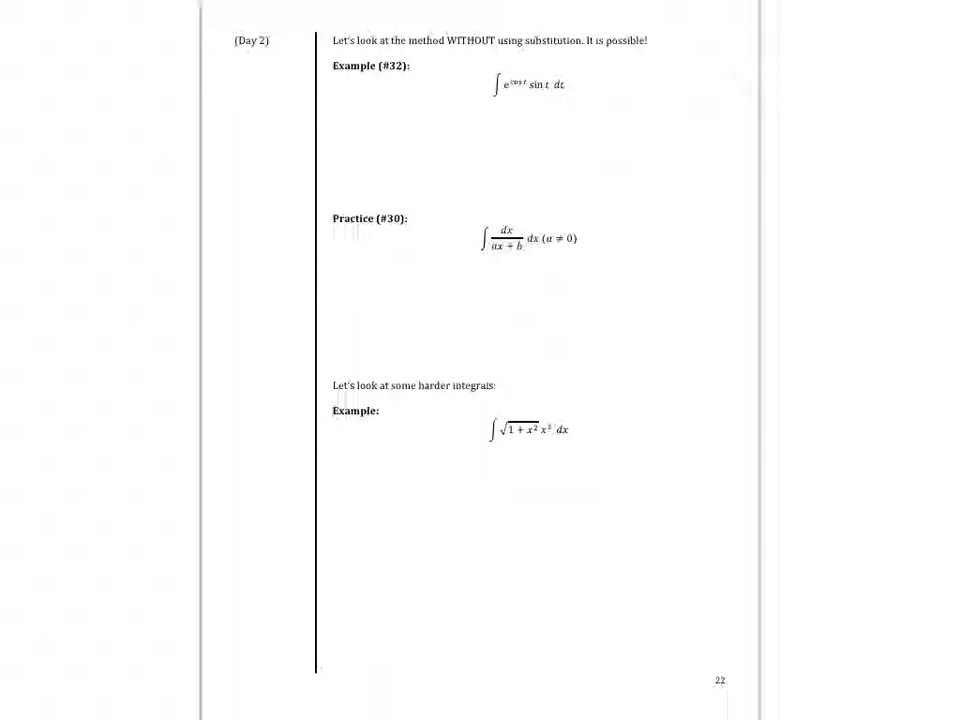 (Day 2)
Let's look at the method WITHOUT using substitution. It is possible!
Example (#32):
∫ e^{cos t} sin t dt
Practice (#30):
∫ dx/(ax + b) dx (a ≠ 0)
Let's look at some harder integrals:
Example:
∫ √(1 + x²) x dx
22